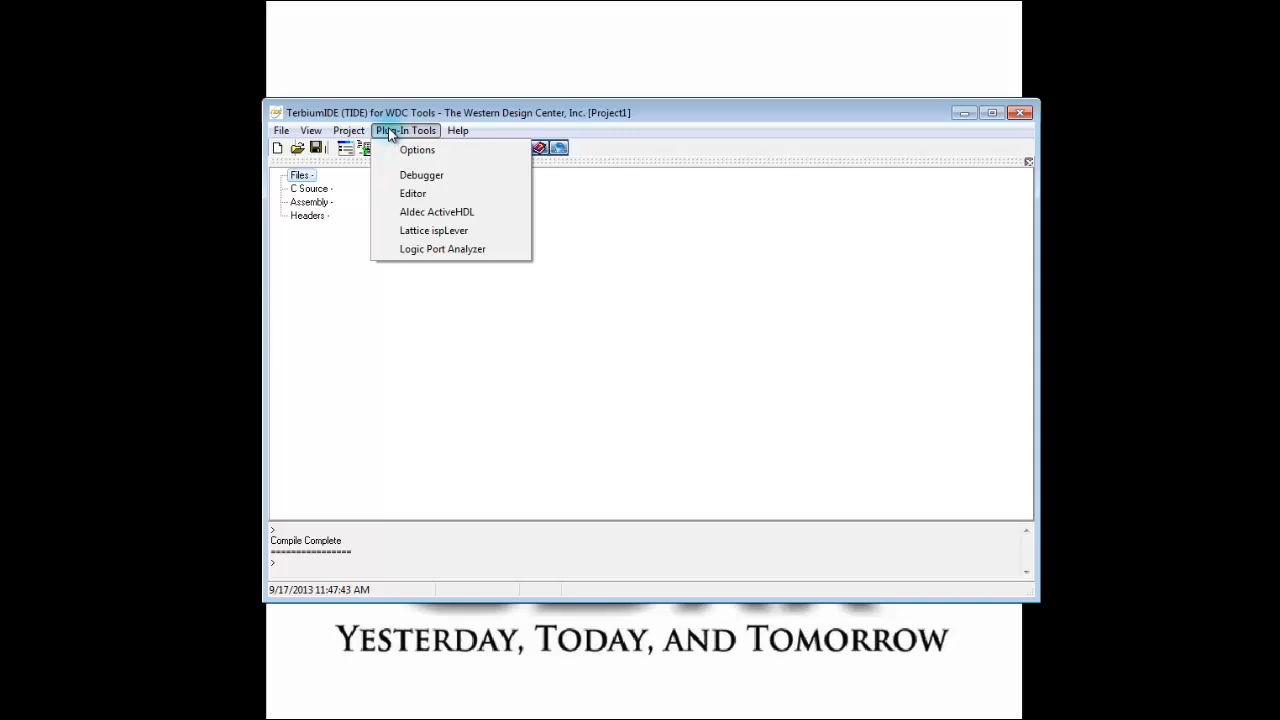 TerbiumIDE (TIDE) for WDC Tools - The Western Design Center, Inc. [Project1]
File View Project Plug-In Tools Help
Options
Files -
Debugger
C Source -
Editor
Assembly -
Aldec ActiveHDL
Headers -
Lattice ispLever
Logic Port Analyzer
>
Compile Complete
================
>
9/17/2013 11:47:43 AM
YESTERDAY, TODAY, AND TOMORROW